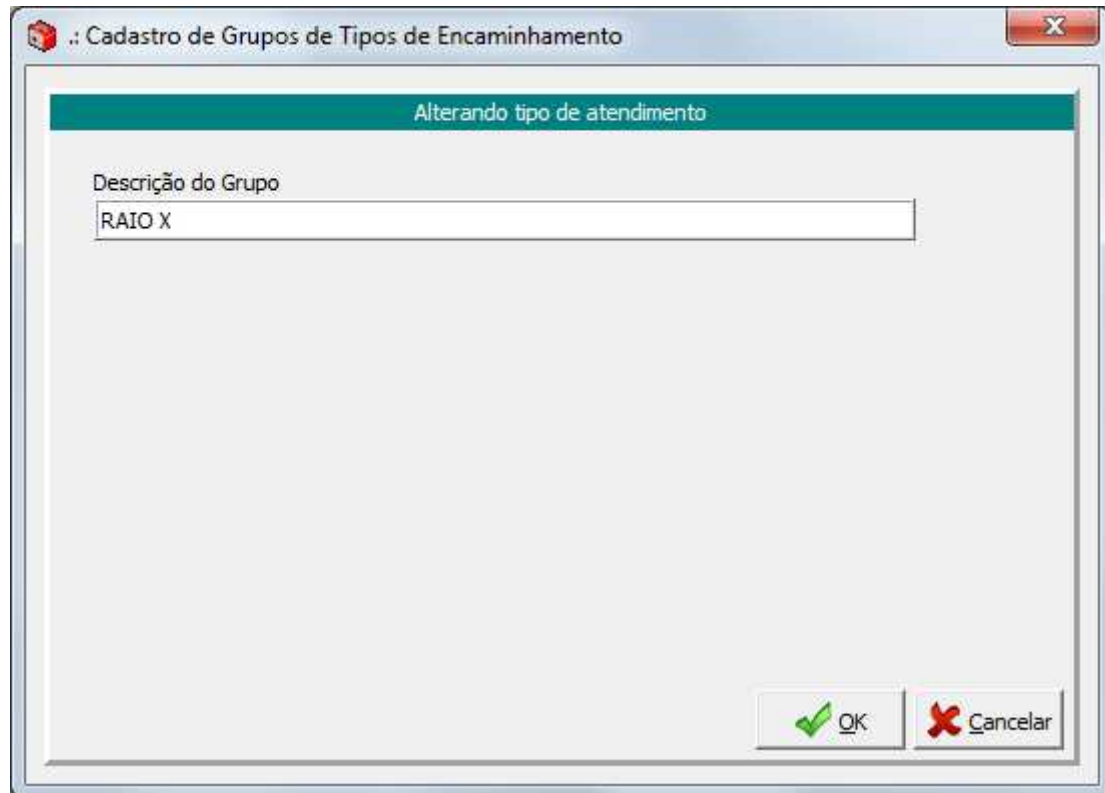 .: Cadastro de Grupos de Tipos de Encaminhamento
Alterando tipo de atendimento
Descrição do Grupo
RAIO X
OK
Cancelar